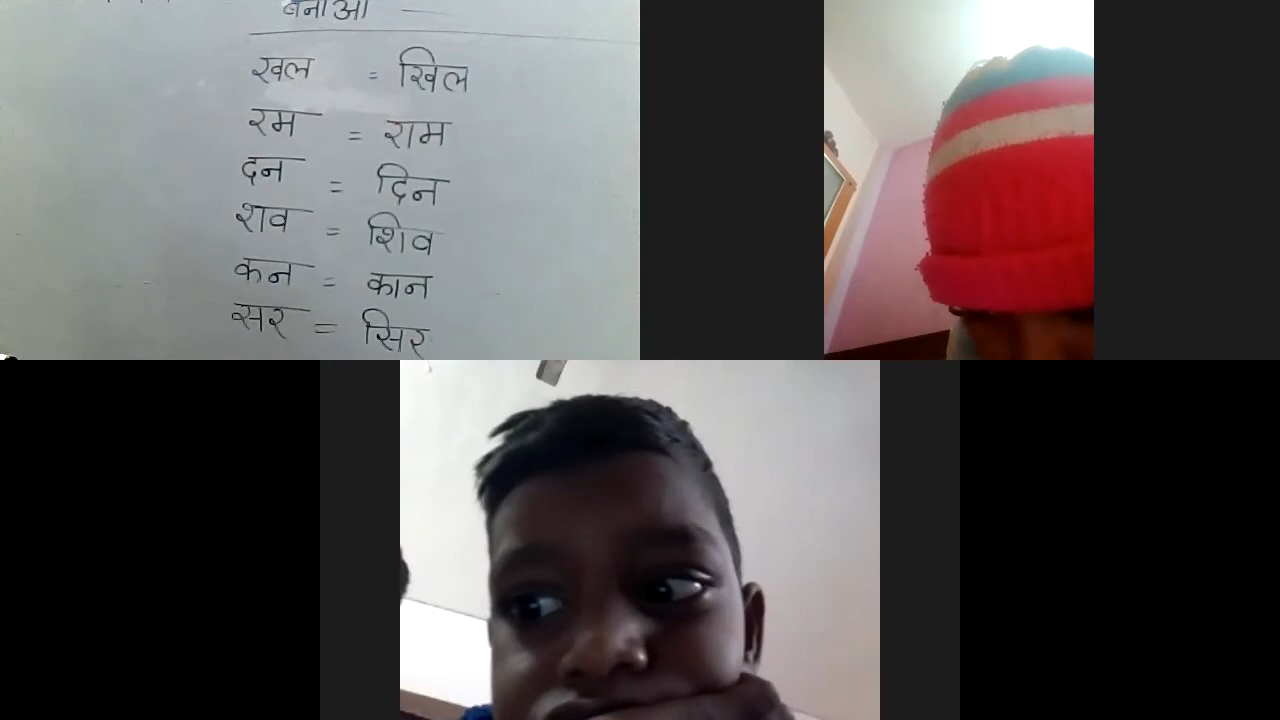 बनाओ —
खल = खिल
रम = राम
दन = दिन
शव = शिव
कन = कान
सर = सिर